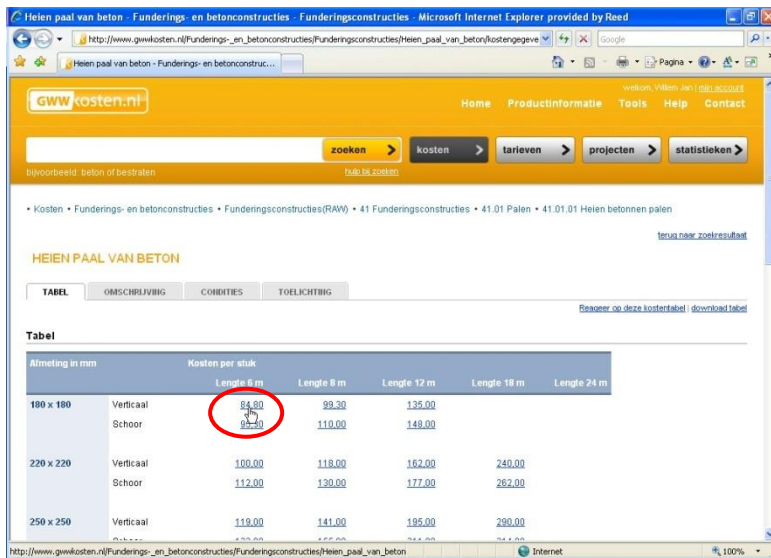 Heien paal van beton - Funderings- en betonconstructies - Funderingsconstructies - Microsoft Internet Explorer provided by Reed
http://www.gwwkosten.nl/Funderings-_en_betonconstructies/Funderingsconstructies/Heien_paal_van_beton/kostengegeve
Google
Heien paal van beton - Funderings- en betonconstruc...
Pagina
welkom, Willem Jan | mijn account
GWW kosten.nl
Home Productinformatie Tools Help Contact
zoeken kosten tarieven projecten statistieken
bijvoorbeeld: beton of bestraten hulp bij zoeken
• Kosten • Funderings- en betonconstructies • Funderingsconstructies(RAW) • 41 Funderingsconstructies • 41.01 Palen • 41.01.01 Heien betonnen palen
terug naar zoekresultaat
HEIEN PAAL VAN BETON
TABEL OMSCHRIJVING CONDITIES TOELICHTING
Reageer op deze kostentabel | download tabel
Tabel
Afmeting in mm Kosten per stuk
Lengte 6 m Lengte 8 m Lengte 12 m Lengte 18 m Lengte 24 m
180 x 180 Verticaal 84,80 99,30 135,00
Schoor 110,00 148,00
220 x 220 Verticaal 100,00 118,00 162,00 240,00
Schoor 112,00 130,00 177,00 262,00
250 x 250 Verticaal 119,00 141,00 195,00 290,00
http://www.gwwkosten.nl/Funderings-_en_betonconstructies/Funderingsconstructies/Heien_paal_van_beton
Internet 100%